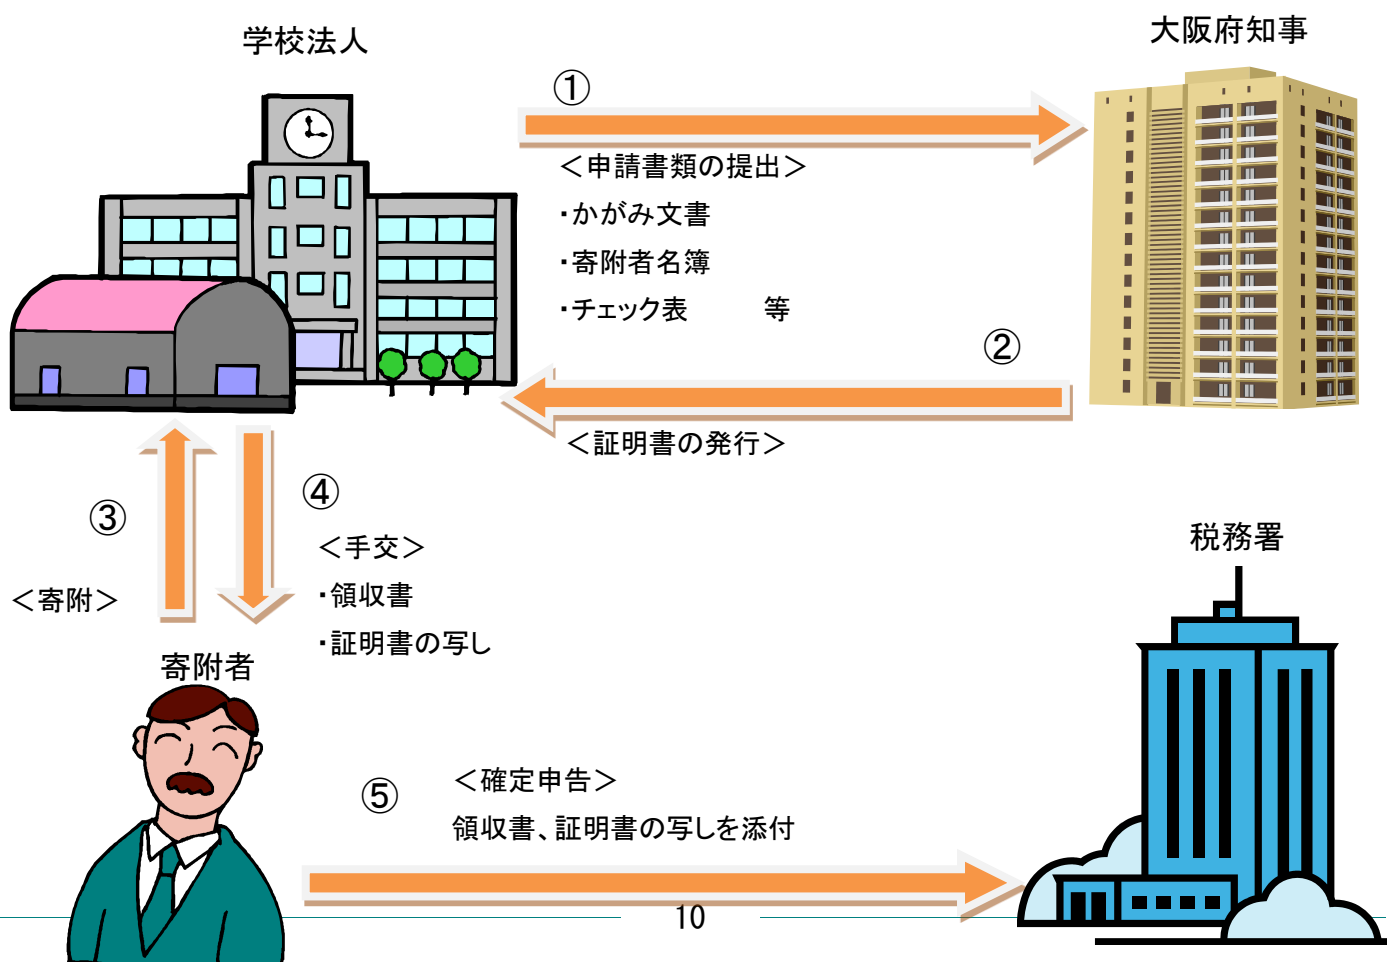 学校法人
大阪府知事
①
＜申請書類の提出＞
・かがみ文書
・寄附者名簿
・チェック表　　　等
②
＜証明書の発行＞
③
＜寄附＞
④
＜手交＞
・領収書
・証明書の写し
税務署
寄附者
⑤
＜確定申告＞
領収書、証明書の写しを添付
10